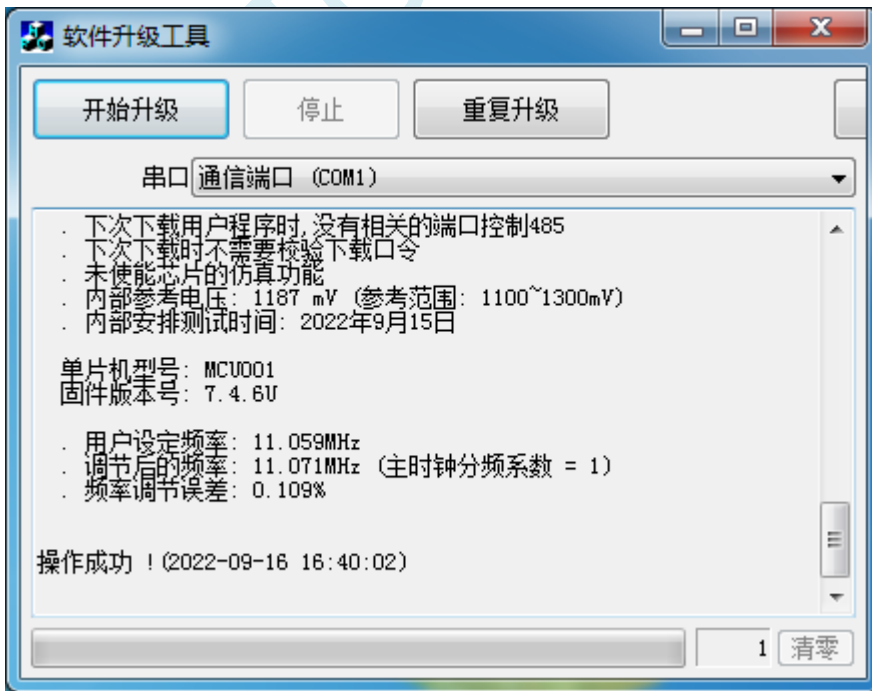 软件升级工具
开始升级 停止 重复升级
串口 通信端口 (COM1)
. 下次下载用户程序时,没有相关的端口控制485
. 下次下载时不需要校验下载口令
. 未使能芯片的仿真功能
. 内部参考电压: 1187 mV (参考范围: 1100~1300mV)
. 内部安排测试时间: 2022年9月15日
单片机型号: MCU001
固件版本号: 7.4.6U
. 用户设定频率: 11.059MHz
. 调节后的频率: 11.071MHz (主时钟分频系数 = 1)
. 频率调节误差: 0.109%
操作成功 !(2022-09-16 16:40:02)
1 清零